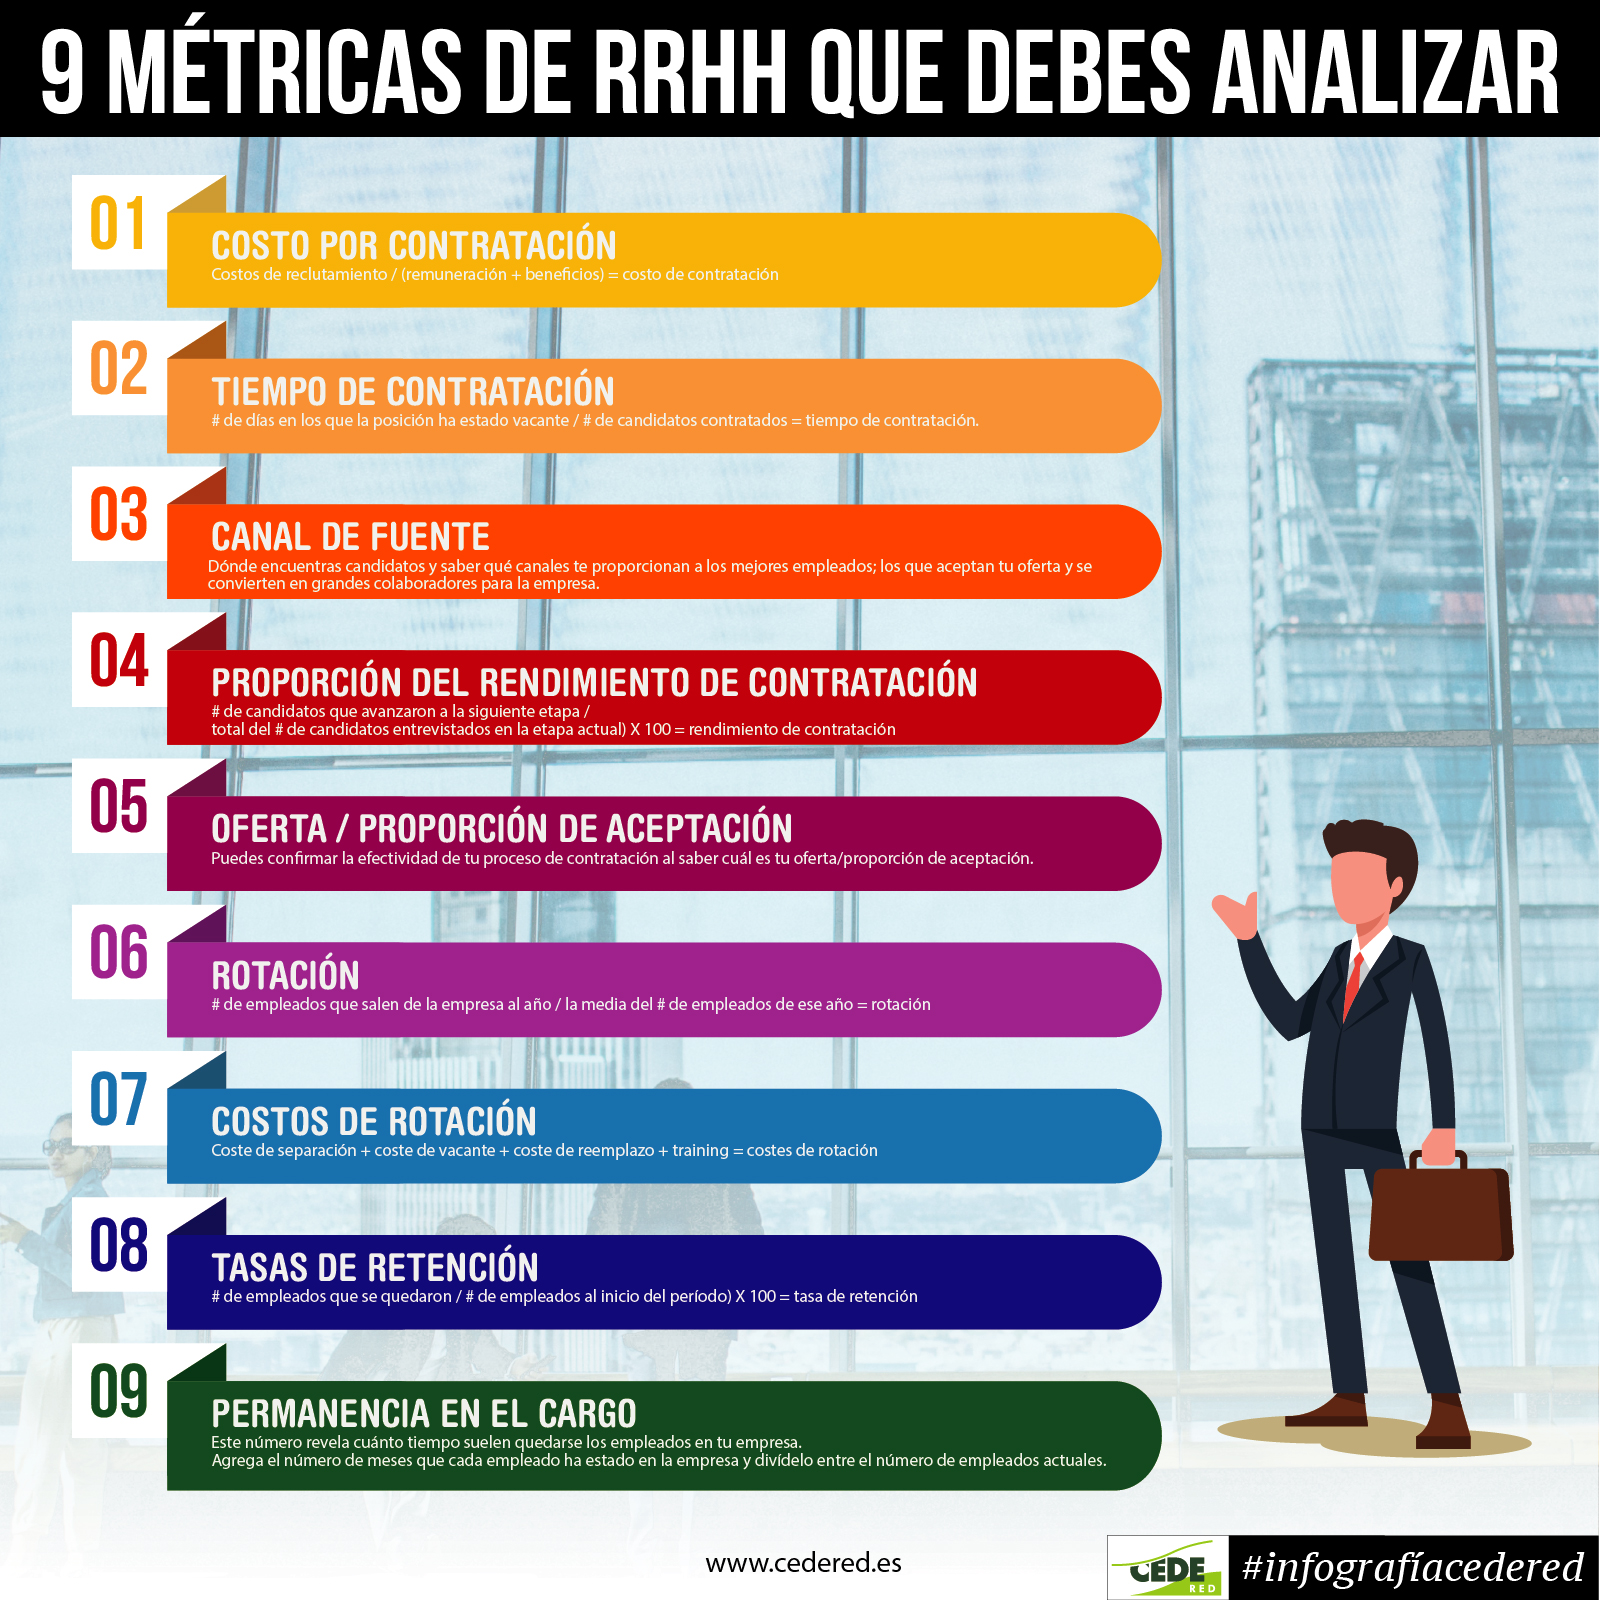 9 MÉTRICAS DE RRHH QUE DEBES ANALIZAR
01
COSTO POR CONTRATACIÓN
Costos de reclutamiento / (remuneración + beneficios) = costo de contratación
02
TIEMPO DE CONTRATACIÓN
# de días en los que la posición ha estado vacante / # de candidatos contratados = tiempo de contratación.
03
CANAL DE FUENTE
Dónde encuentras candidatos y saber qué canales te proporcionan a los mejores empleados; los que aceptan tu oferta y se
convierten en grandes colaboradores para la empresa.
04
PROPORCIÓN DEL RENDIMIENTO DE CONTRATACIÓN
# de candidatos que avanzaron a la siguiente etapa /
total del # de candidatos entrevistados en la etapa actual) X 100 = rendimiento de contratación
05
OFERTA / PROPORCIÓN DE ACEPTACIÓN
Puedes confirmar la efectividad de tu proceso de contratación al saber cuál es tu oferta/proporción de aceptación.
06
ROTACIÓN
# de empleados que salen de la empresa al año / la media del # de empleados de ese año = rotación
07
COSTOS DE ROTACIÓN
Coste de separación + coste de vacante + coste de reemplazo + training = costes de rotación
08
TASAS DE RETENCIÓN
# de empleados que se quedaron / # de empleados al inicio del período) X 100 = tasa de retención
09
PERMANENCIA EN EL CARGO
Este número revela cuánto tiempo suelen quedarse los empleados en tu empresa.
Agrega el número de meses que cada empleado ha estado en la empresa y divídelo entre el número de empleados actuales.
www.cedered.es
CEDE
RED
#infografíacedered